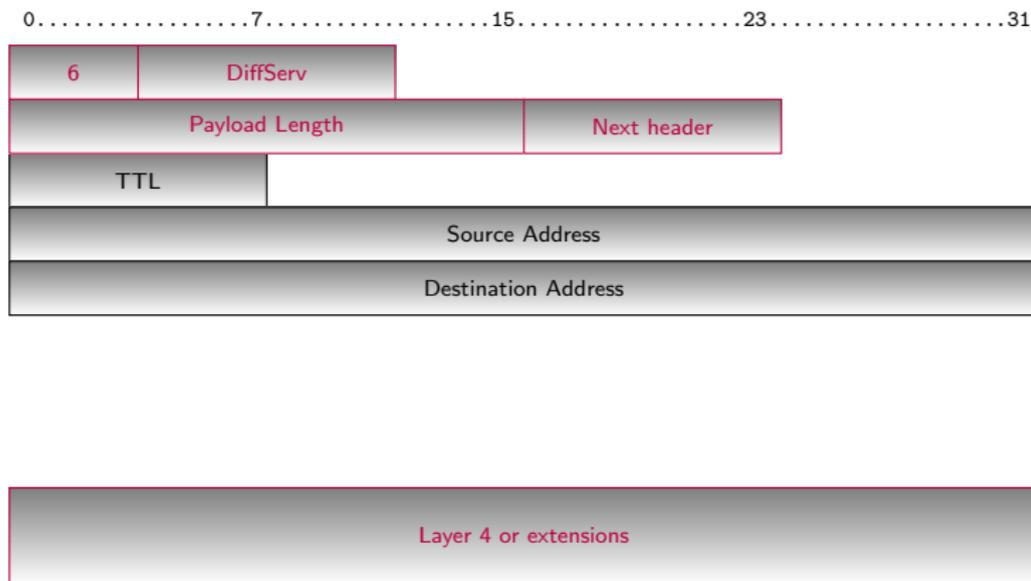 0..................7...................15...................23...................31
6 DiffServ
Payload Length Next header
TTL
Source Address
Destination Address
Layer 4 or extensions